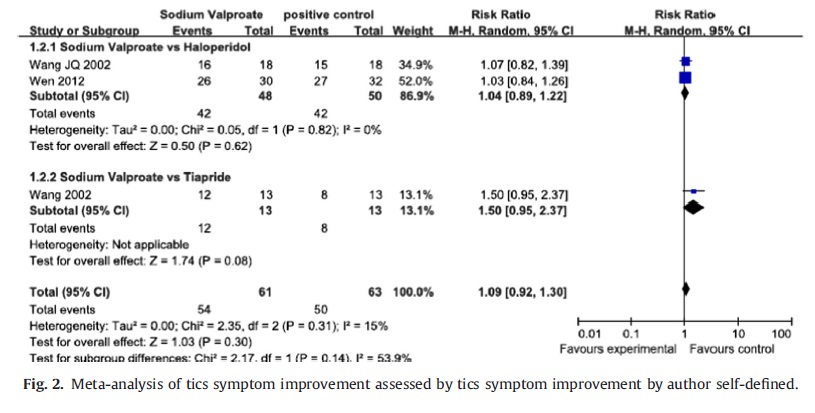 Sodium Valproate positive control Risk Ratio Risk Ratio
Study or Subgroup Events Total Events Total Weight M-H. Random. 95% CI M-H. Random. 95% CI
1.2.1 Sodium Valproate vs Haloperidol
Wang JQ 2002 16 18 15 18 34.9% 1.07 [0.82, 1.39]
Wen 2012 26 30 27 32 52.0% 1.03 [0.84, 1.26]
Subtotal (95% CI) 48 50 86.9% 1.04 [0.89, 1.22]
Total events 42 42
Heterogeneity: Tau² = 0.00; Chi² = 0.05, df = 1 (P = 0.82); I² = 0%
Test for overall effect: Z = 0.50 (P = 0.62)
1.2.2 Sodium Valproate vs Tiapride
Wang 2002 12 13 8 13 13.1% 1.50 [0.95, 2.37]
Subtotal (95% CI) 13 13 13.1% 1.50 [0.95, 2.37]
Total events 12 8
Heterogeneity: Not applicable
Test for overall effect: Z = 1.74 (P = 0.08)
Total (95% CI) 61 63 100.0% 1.09 [0.92, 1.30]
Total events 54 50
Heterogeneity: Tau² = 0.00; Chi² = 2.35, df = 2 (P = 0.31); I² = 15%
Test for overall effect: Z = 1.03 (P = 0.30)
Test for subgroup differences: Chi² = 2.17. df = 1 (P = 0.14). I² = 53.9%
0.01 0.1 1 10 100
Favours experimental Favours control
Fig. 2. Meta-analysis of tics symptom improvement assessed by tics symptom improvement by author self-defined.